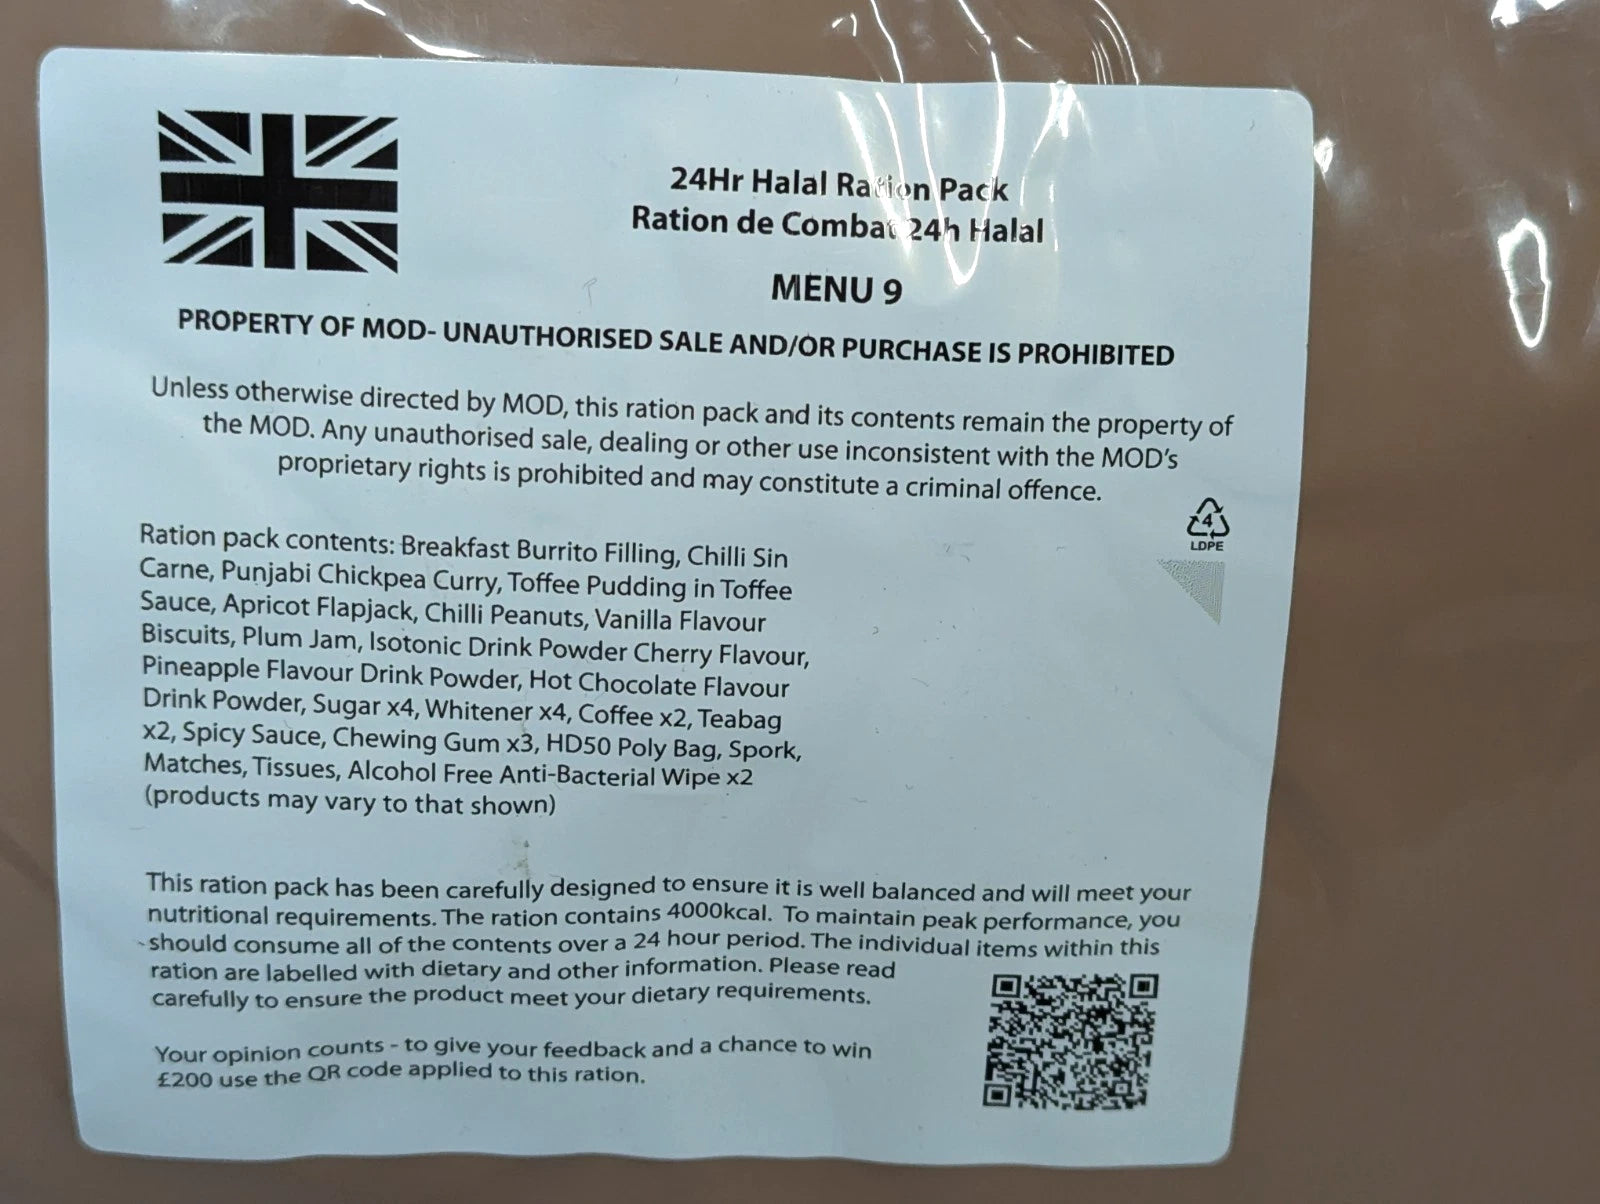 24Hr Halal Ration Pack
Ration de Combat 24h Halal
MENU 9
PROPERTY OF MOD- UNAUTHORISED SALE AND/OR PURCHASE IS PROHIBITED
Unless otherwise directed by MOD, this ration pack and its contents remain the property of
the MOD. Any unauthorised sale, dealing or other use inconsistent with the MOD's
proprietary rights is prohibited and may constitute a criminal offence.
4
LDPE
Ration pack contents: Breakfast Burrito Filling, Chilli Sin
Carne, Punjabi Chickpea Curry, Toffee Pudding in Toffee
Sauce, Apricot Flapjack, Chilli Peanuts, Vanilla Flavour
Biscuits, Plum Jam, Isotonic Drink Powder Cherry Flavour,
Pineapple Flavour Drink Powder, Hot Chocolate Flavour
Drink Powder, Sugar x4, Whitener x4, Coffee x2, Teabag
x2, Spicy Sauce, Chewing Gum x3, HD50 Poly Bag, Spork,
Matches, Tissues, Alcohol Free Anti-Bacterial Wipe x2
(products may vary to that shown)
This ration pack has been carefully designed to ensure it is well balanced and will meet your
nutritional requirements. The ration contains 4000kcal. To maintain peak performance, you
should consume all of the contents over a 24 hour period. The individual items within this
ration are labelled with dietary and other information. Please read
carefully to ensure the product meet your dietary requirements.
Your opinion counts - to give your feedback and a chance to win
£200 use the QR code applied to this ration.